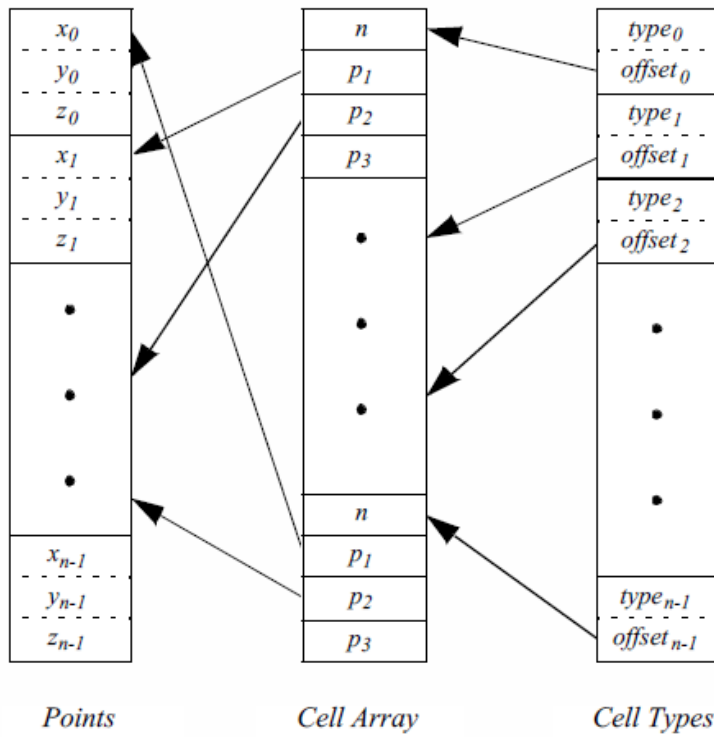 x0
y0
z0
x1
y1
z1
xn-1
yn-1
zn-1
Points
n
p1
p2
p3
n
p1
p2
p3
Cell Array
type0
offset0
type1
offset1
type2
offset2
typen-1
offsetn-1
Cell Types